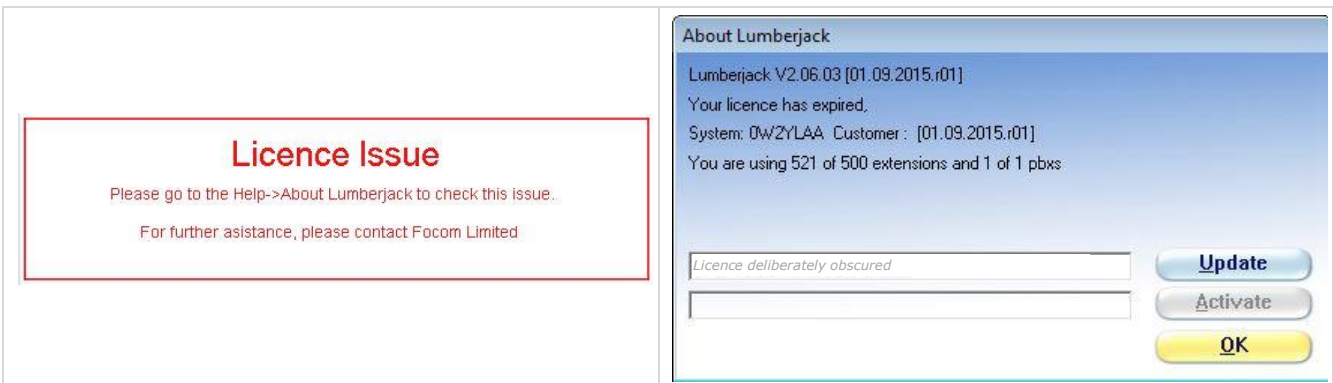 Licence Issue
Please go to the Help->About Lumberjack to check this issue.
For further asistance, please contact Focom Limited
About Lumberjack
Lumberjack V2.06.03 [01.09.2015.r01]
Your licence has expired,
System: 0W2YLAA Customer : [01.09.2015.r01]
You are using 521 of 500 extensions and 1 of 1 pbxs
Licence deliberately obscured
Update
Activate
OK